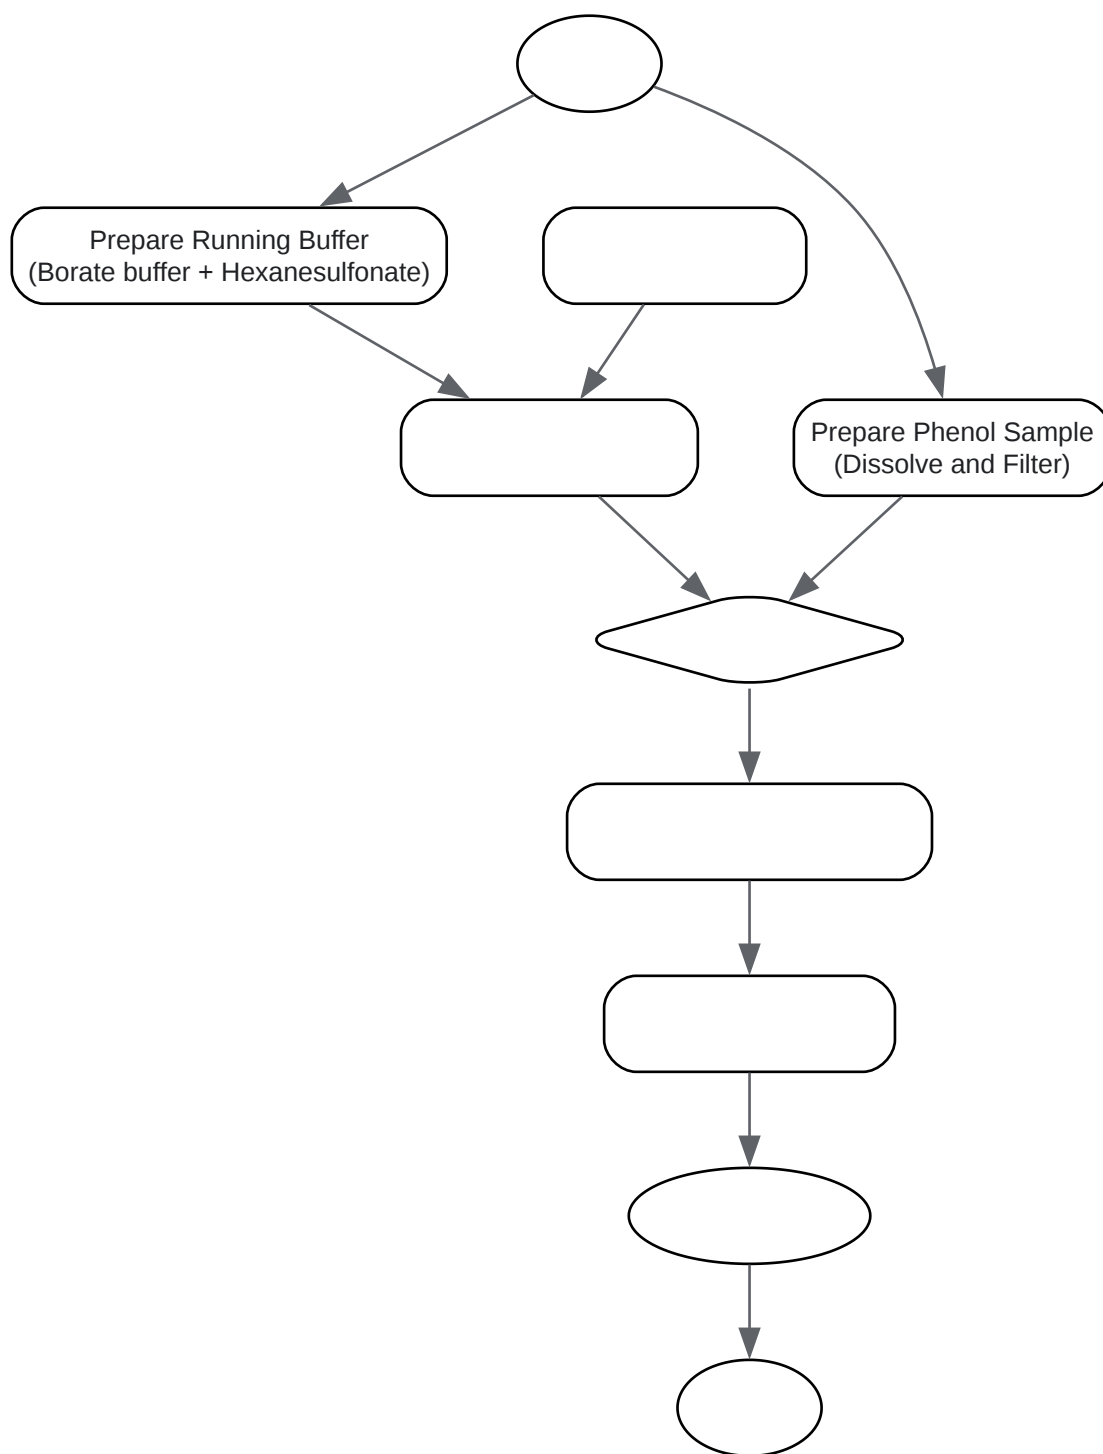 Prepare Running Buffer
(Borate buffer + Hexanesulfonate)
Prepare Phenol Sample
(Dissolve and Filter)